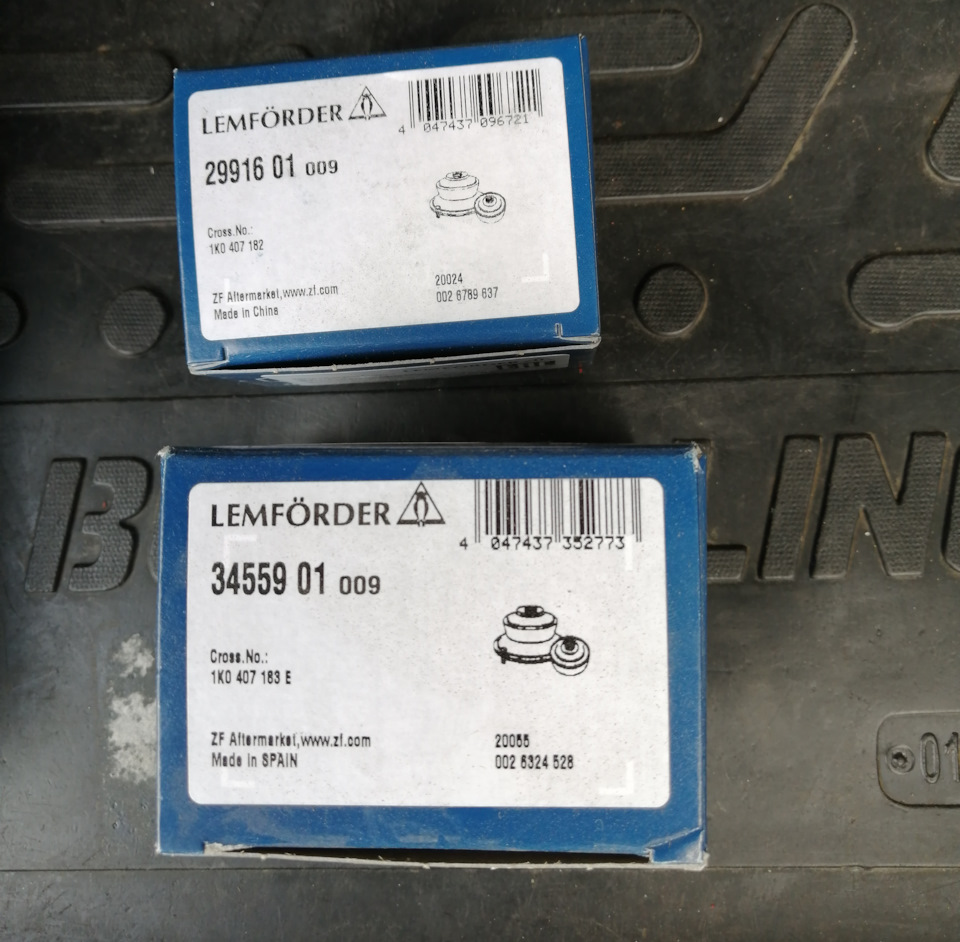 LEMFÖRDER
4 047437 096721
29916 01 009
Cross.No.:
1K0 407 182
ZF Aftermarket,www.zf.com
Made in China
20024
002 6789 637
LEMFÖRDER
4 047437 352773
34559 01 009
Cross.No.:
1K0 407 183 E
ZF Aftermarket,www.zf.com
Made in SPAIN
20055
002 6324 528
01